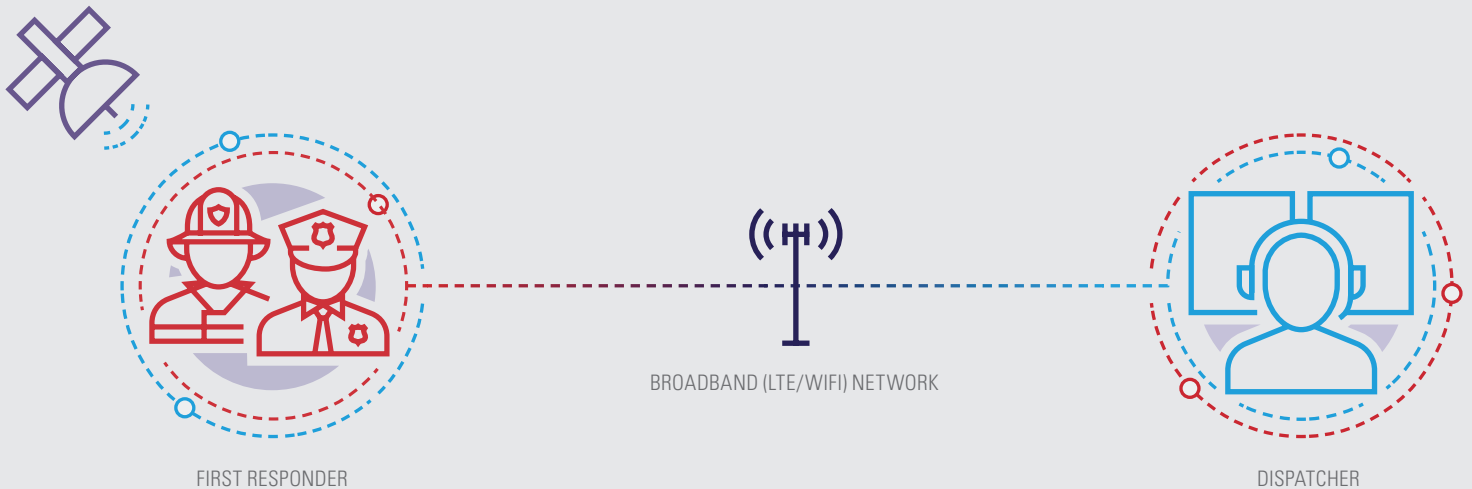 BROADBAND (LTE/WIFI) NETWORK
FIRST RESPONDER
DISPATCHER